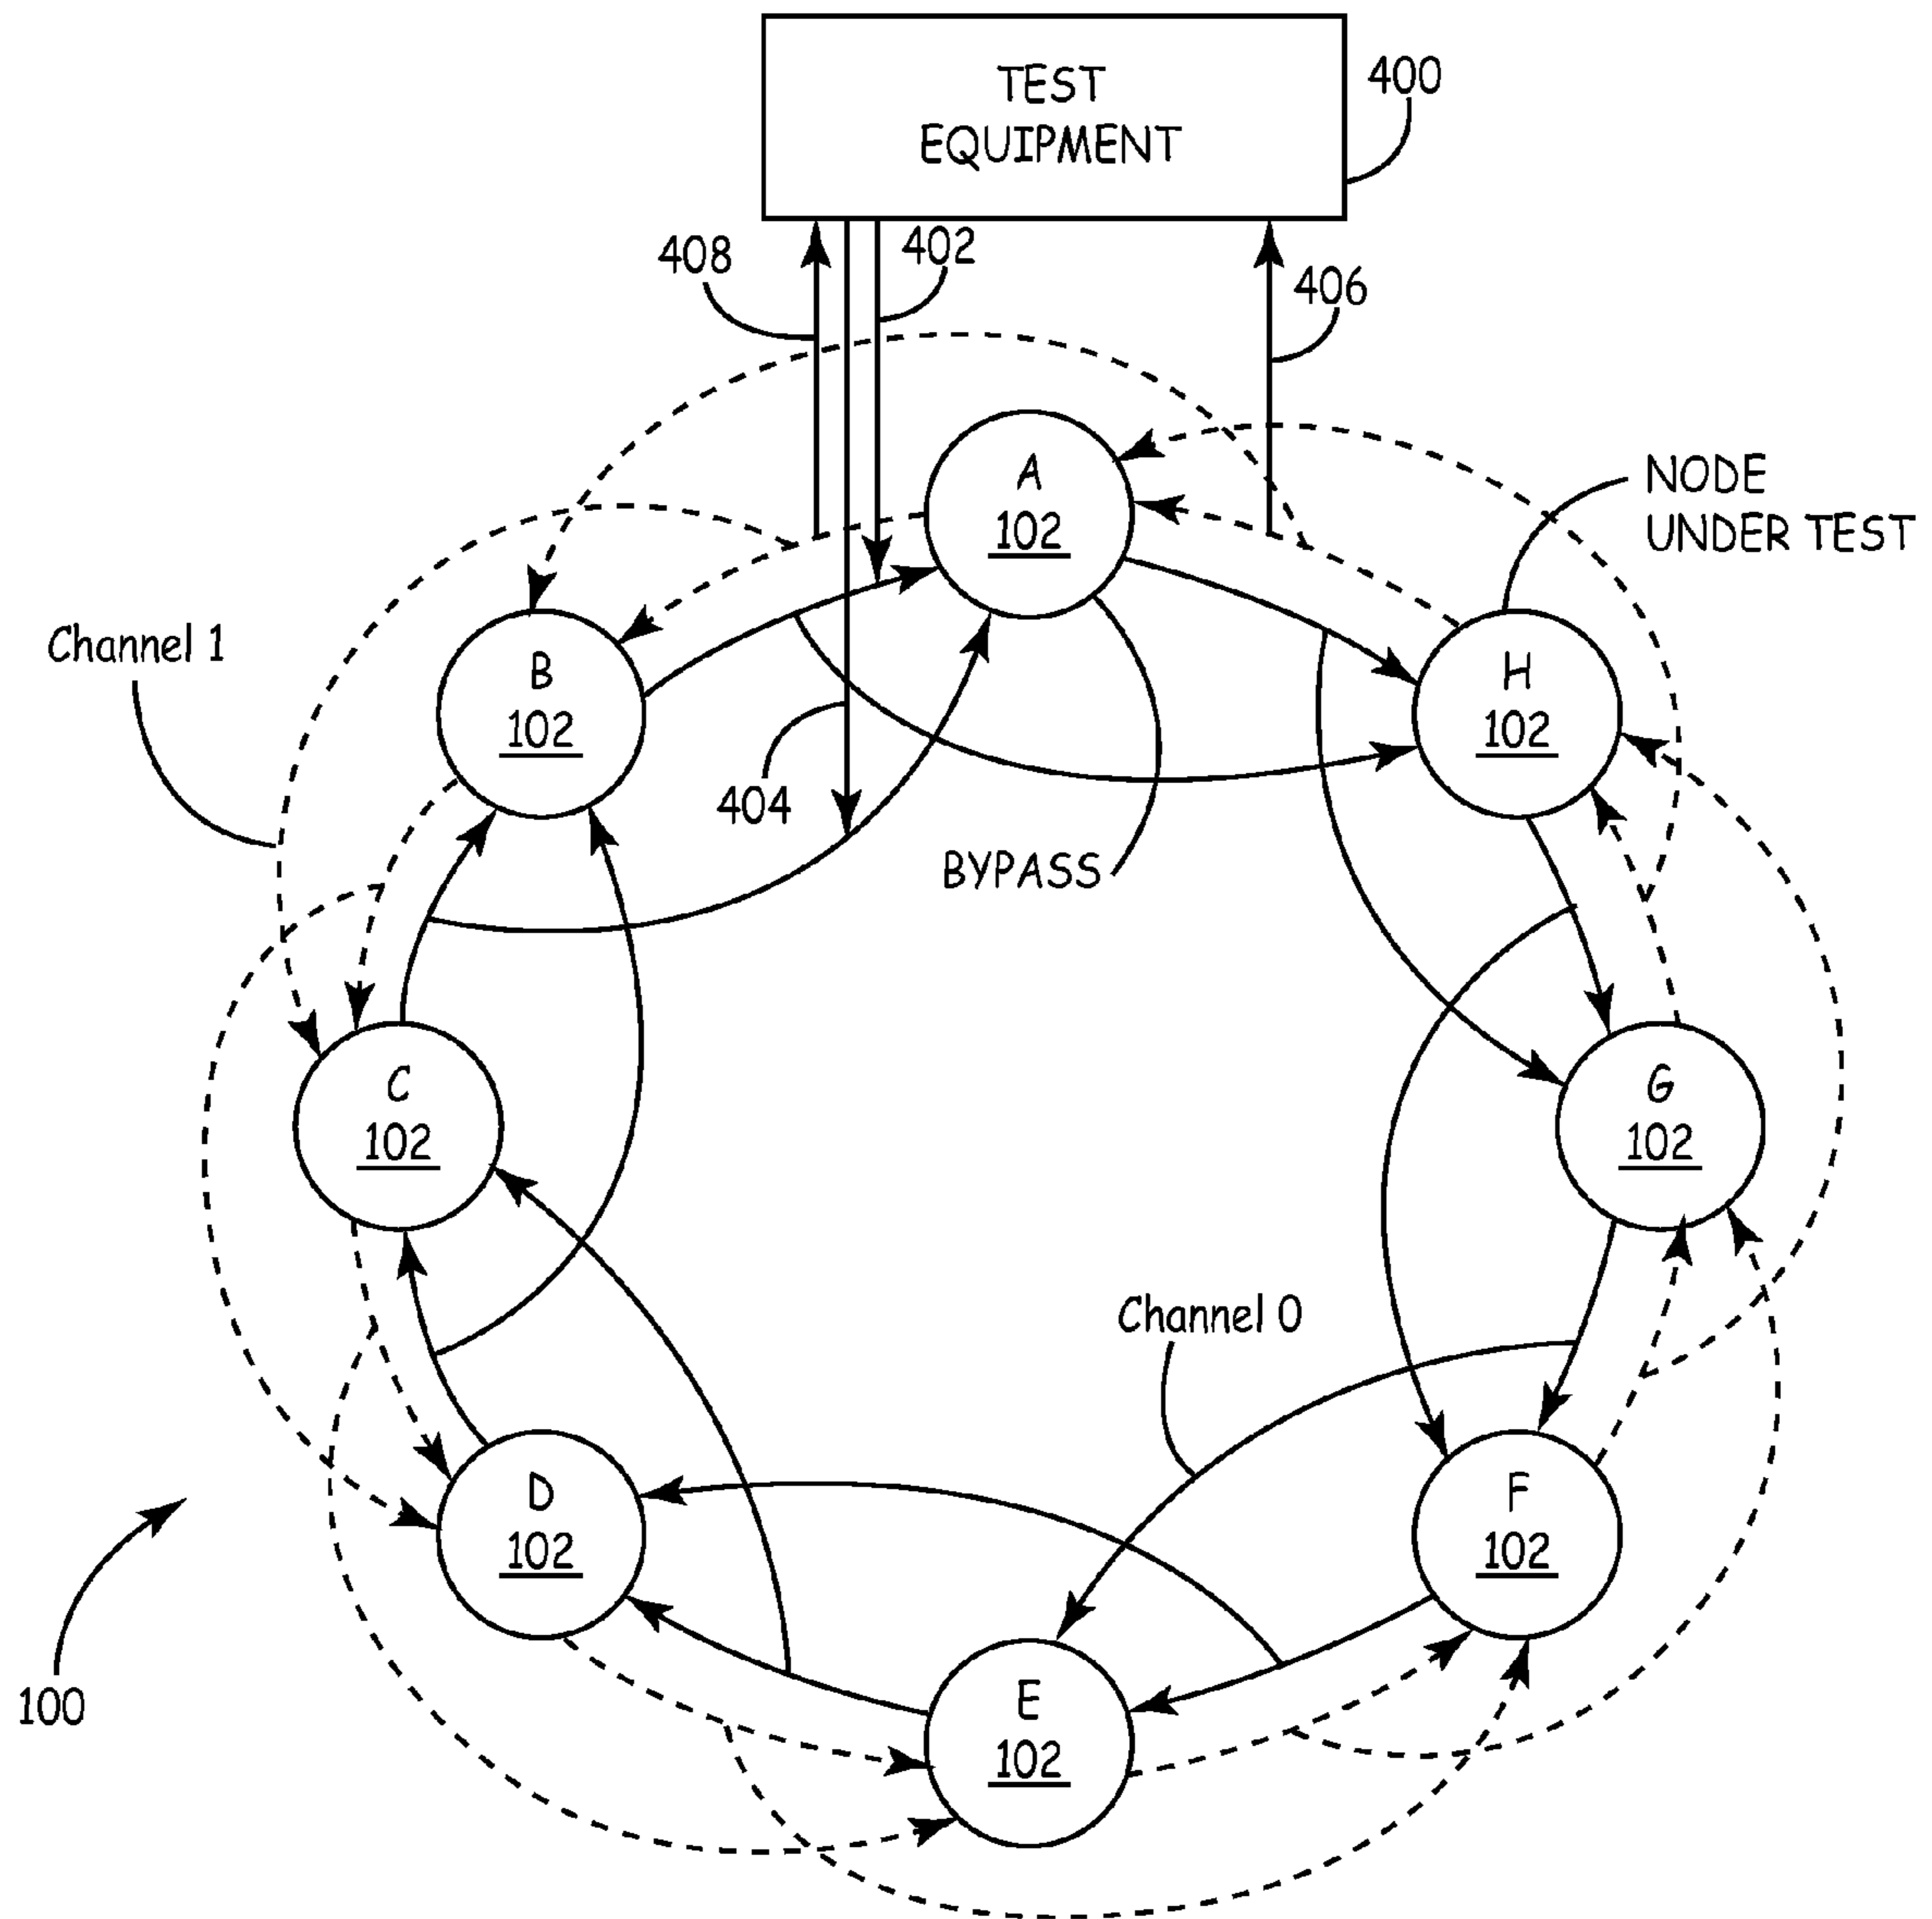 TEST
EQUIPMENT
400
408
402
406
A
102
NODE
UNDER TEST
Channel 1
B
102
H
102
404
BYPASS
C
102
G
102
Channel 0
D
102
F
102
100
E
102